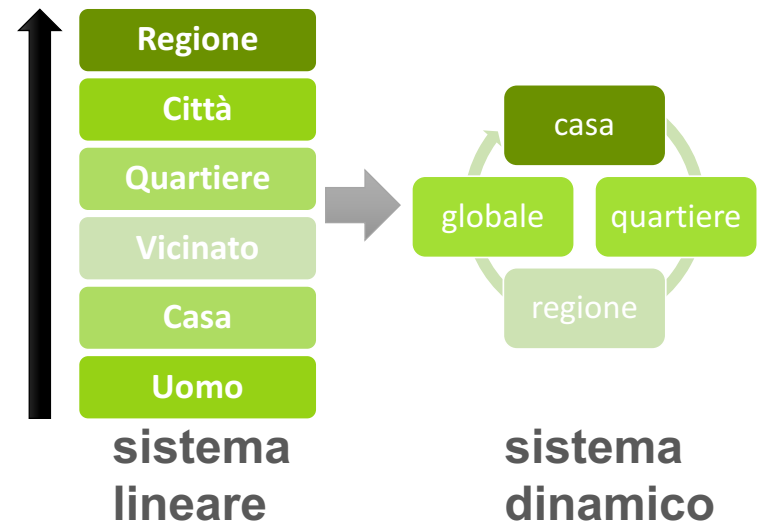 Regione
Città
Quartiere
Vicinato
Casa
Uomo
sistema
lineare
casa
globale
quartiere
regione
sistema
dinamico